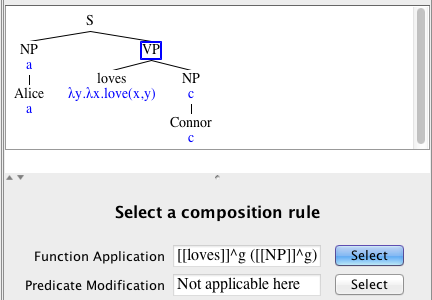 S
NP VP
a loves NP
Alice λy.λx.love(x,y) c
a Connor
c
Select a composition rule
Function Application [[loves]]^g ([[NP]]^g) Select
Predicate Modification Not applicable here Select